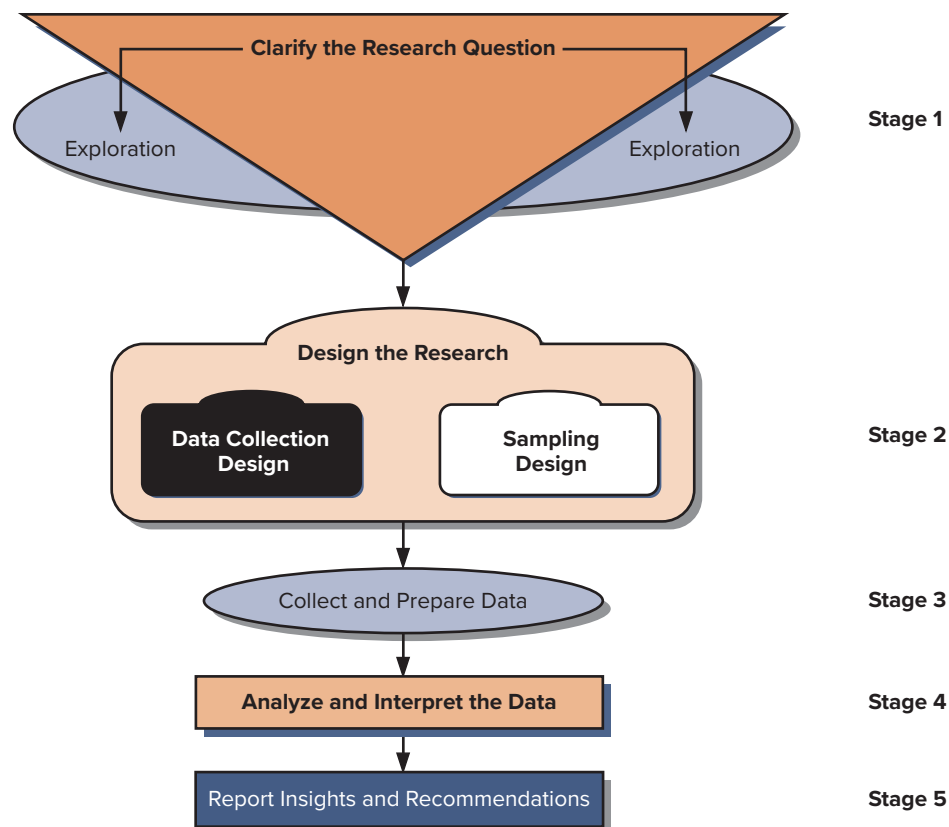 Clarify the Research Question
Exploration
Exploration
Stage 1
Design the Research
Data Collection
Design
Sampling
Design
Stage 2
Collect and Prepare Data
Stage 3
Analyze and Interpret the Data
Stage 4
Report Insights and Recommendations
Stage 5